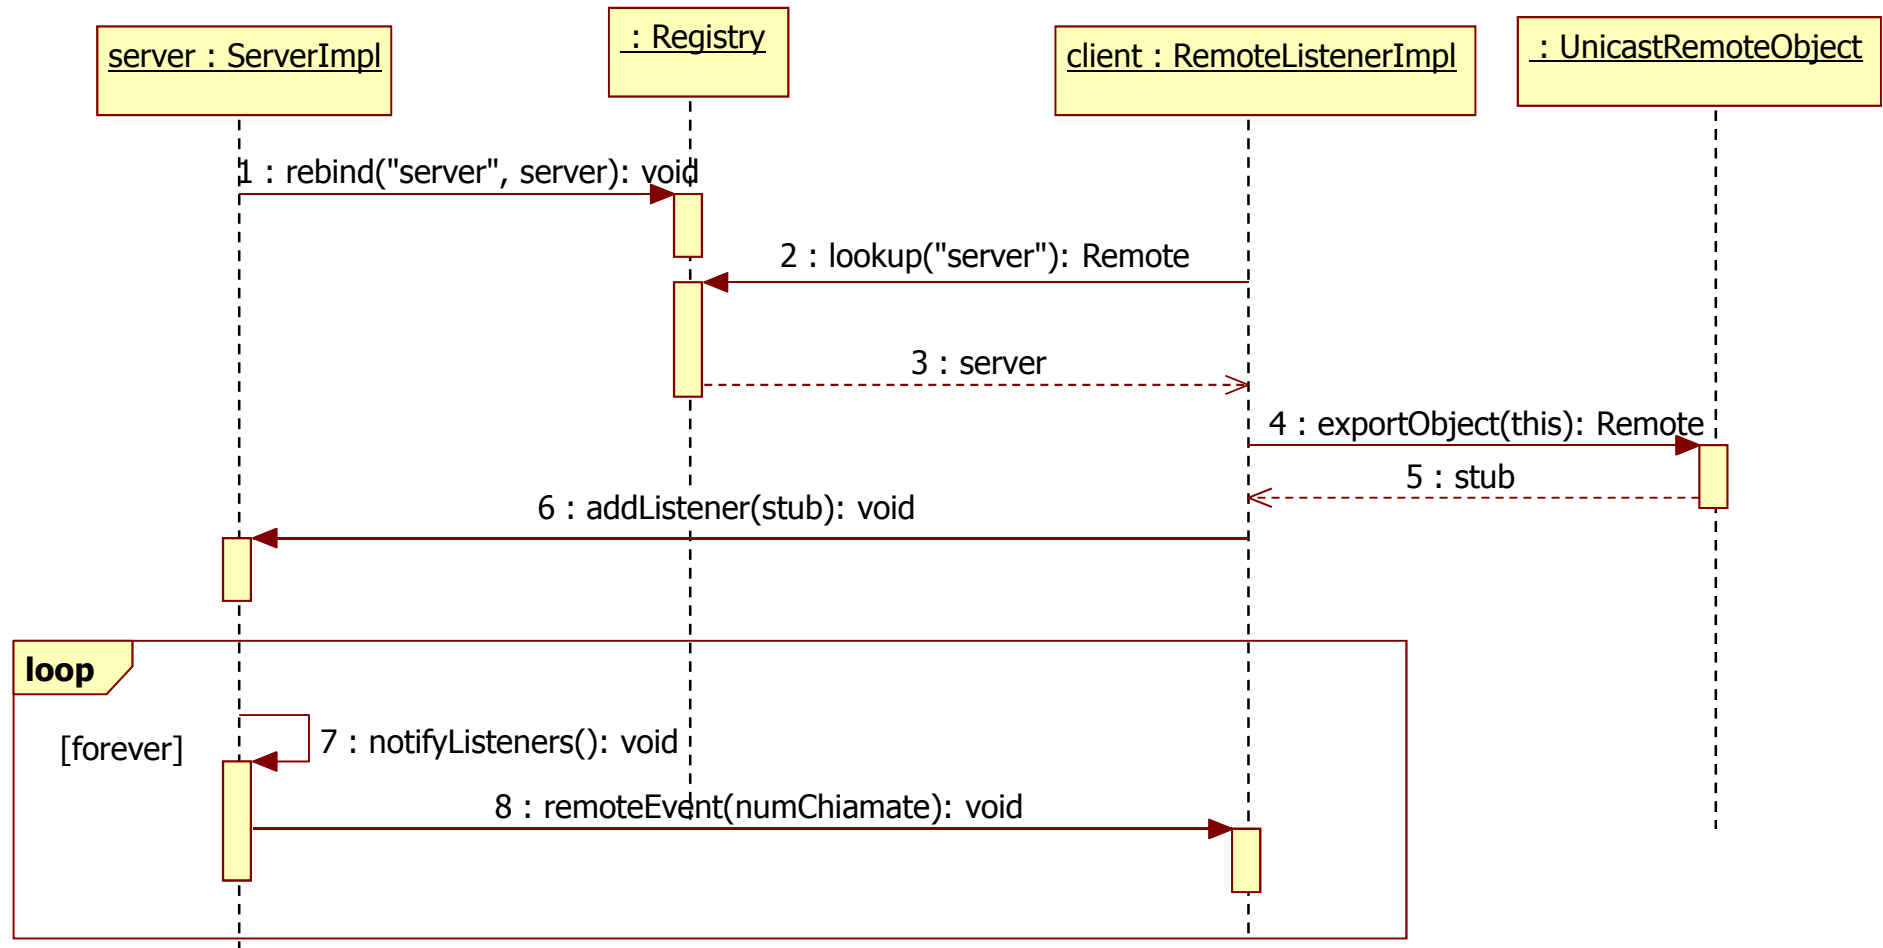 server : ServerImpl
: Registry
client : RemoteListenerImpl
: UnicastRemoteObject
1 : rebind("server", server): void
2 : lookup("server"): Remote
3 : server
4 : exportObject(this): Remote
5 : stub
6 : addListener(stub): void
loop
[forever]
7 : notifyListeners(): void
8 : remoteEvent(numChiamate): void